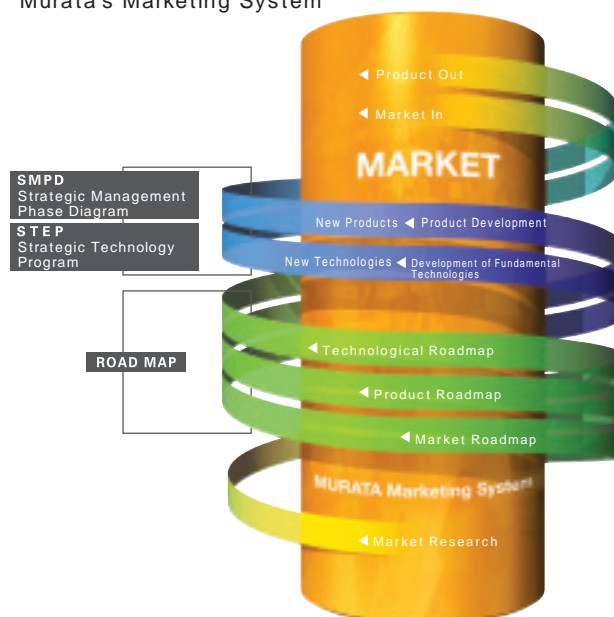 Murata's Marketing System
Product Out
Market In
MARKET
SMPD
Strategic Management
Phase Diagram
STEP
Strategic Technology
Program
New Products ◀ Product Development
New Technologies ◀ Development of Fundamental
Technologies
ROAD MAP
Technological Roadmap
Product Roadmap
Market Roadmap
MURATA Marketing System
Market Research